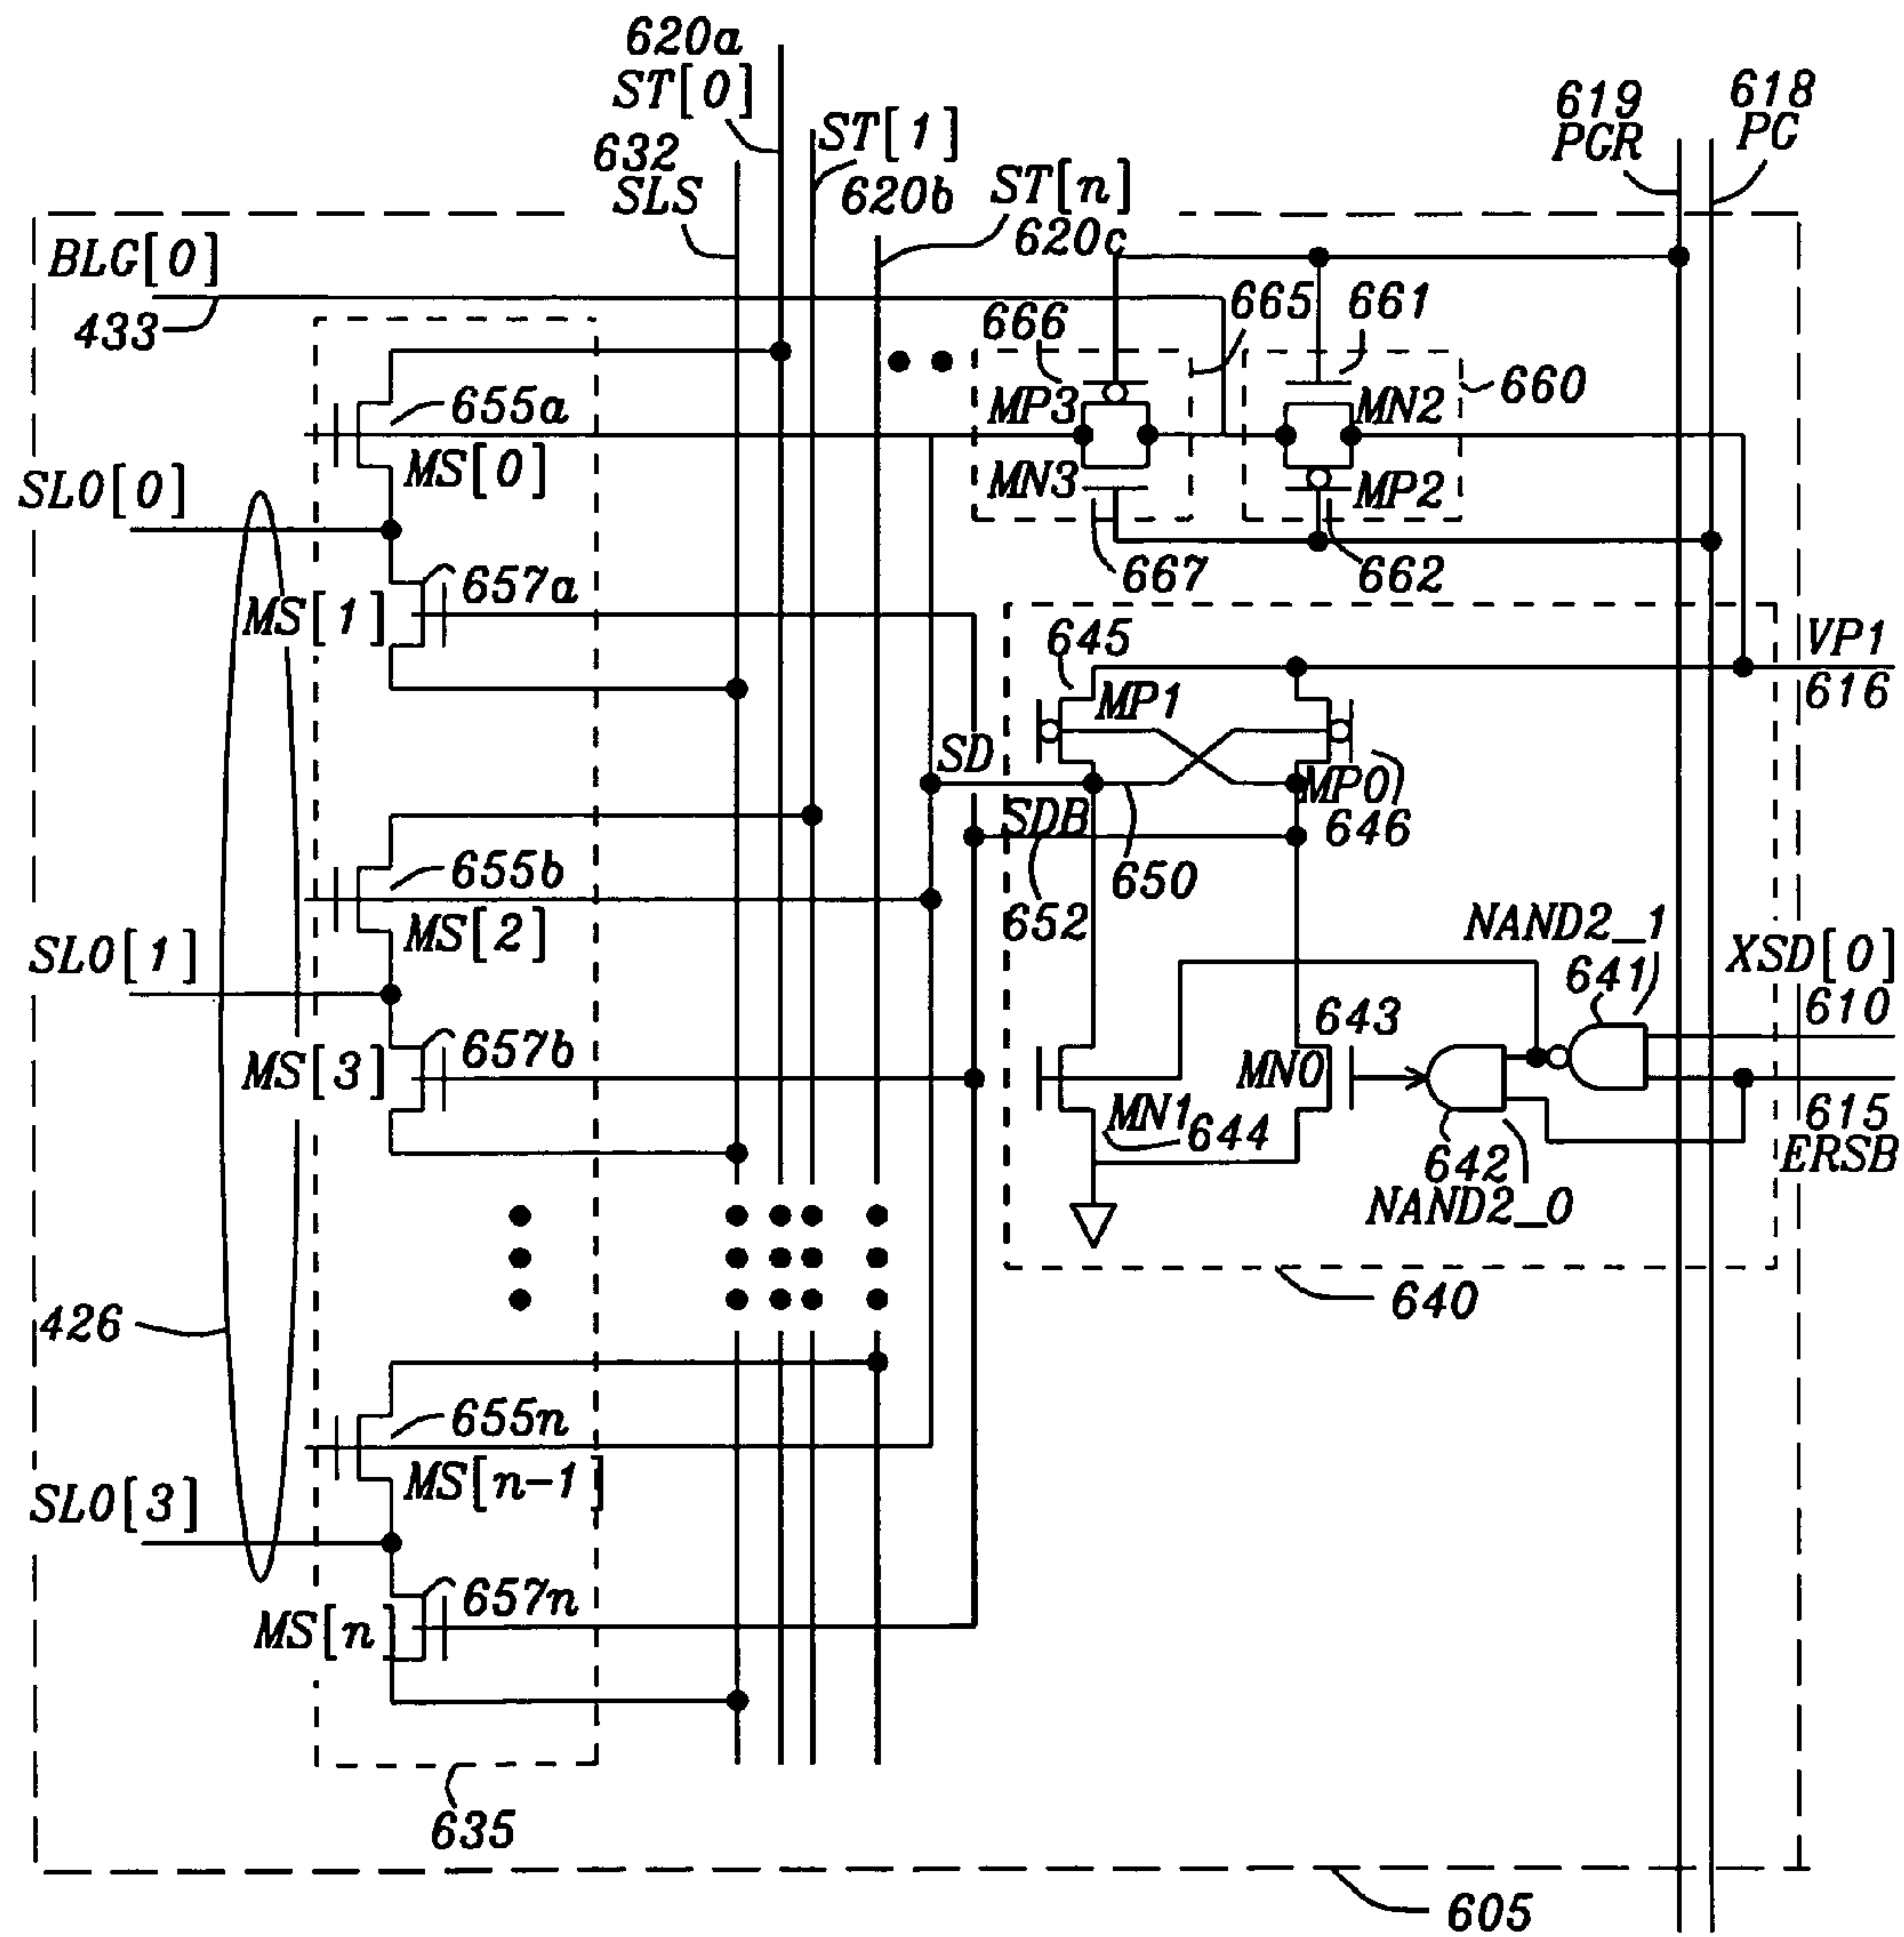 620a
ST[0]
619
PGR
618
PG
632
SLS
ST[1]
620b
ST[n]
620c
BLG[0]
433
666
665
661
660
655a
MS[0]
MP3
MN3
MN2
MP2
SLO[0]
667
662
MS[1]
657a
645
MP1
VP1
616
SD
MP0
646
SDB
650
652
655b
MS[2]
NAND2_1
641
XSD[0]
610
SLO[1]
643
MS[3]
657b
MN0
MN1
644
642
NAND2_0
615
ERSB
426
640
655n
MS[n-1]
SLO[3]
MS[n]
657n
635
605